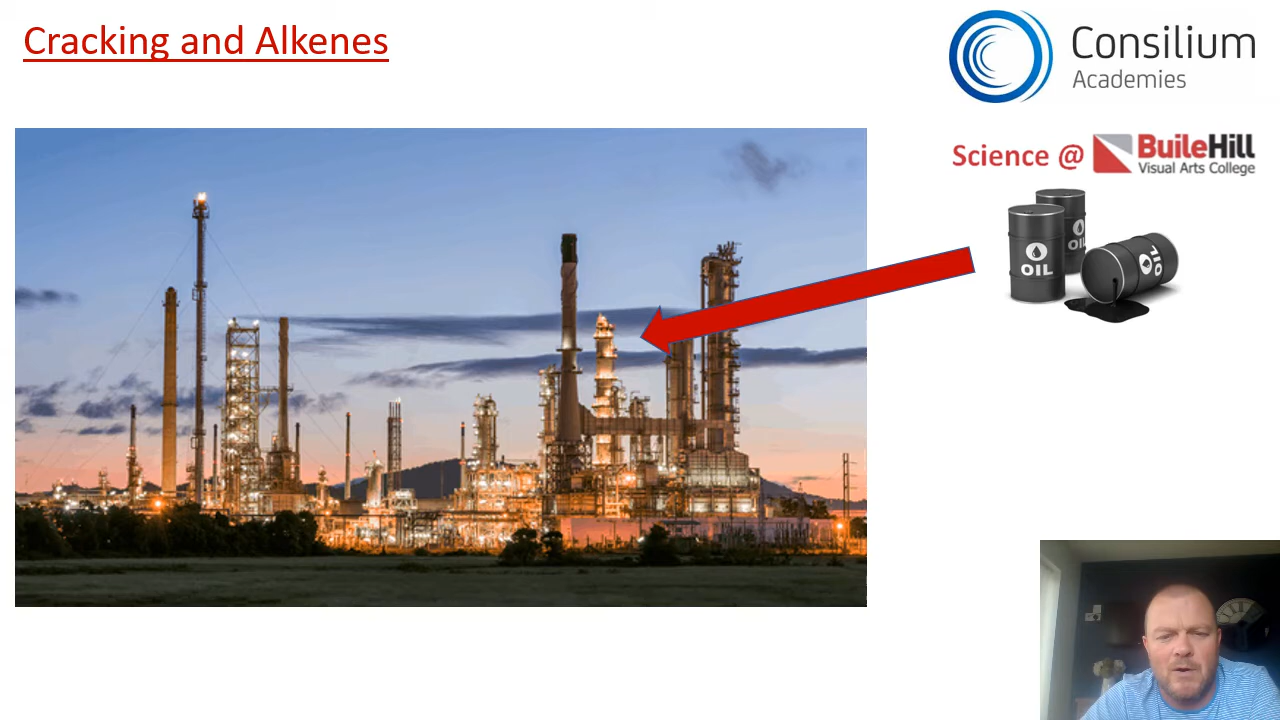 Cracking and Alkenes
Consilium
Academies
Science @ BuileHill
Visual Arts College
OIL
OIL
OIL